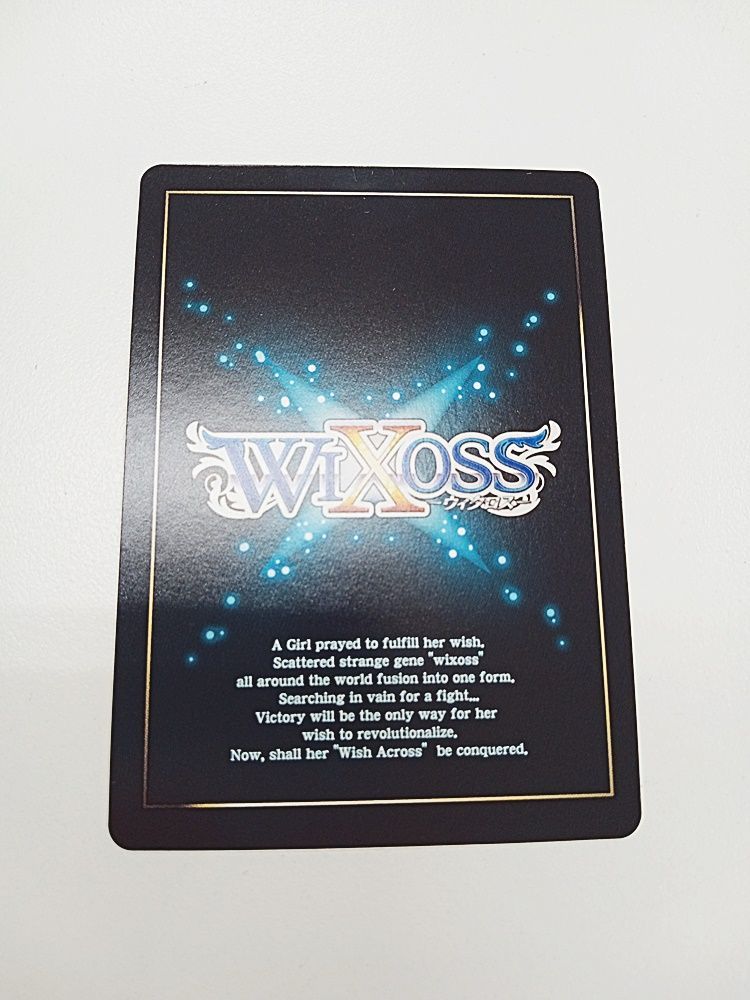 WIXOSS
ーウィクロスー
A Girl prayed to fulfill her wish.
Scattered strange gene "wixoss"
all around the world fusion into one form.
Searching in vain for a fight...
Victory will be the only way for her
wish to revolutionalize.
Now, shall her "Wish Across" be conquered.